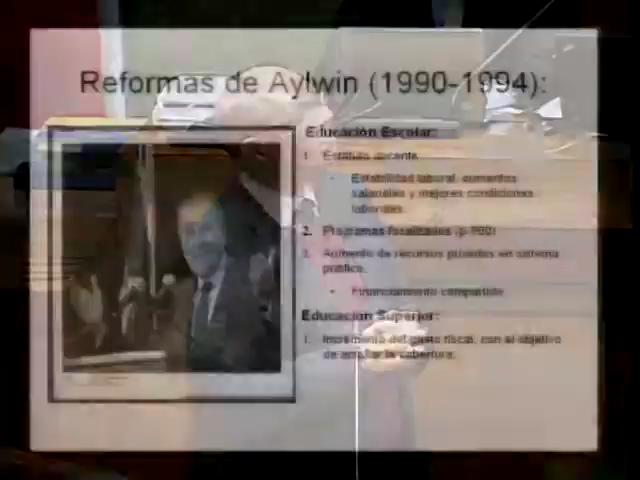 Reformas de Aylwin (1990-1994):
Educación Escolar:
1. Estatuto docente
• Estabilidad laboral, aumentos
salariales y mejores condiciones
laborales.
2. Programas focalizados (p-900)
3. Aumento de recursos privados en sistema
público.
• Financiamiento compartido
Educación Superior:
1. Incremento del gasto fiscal, con el objetivo
de ampliar la cobertura.